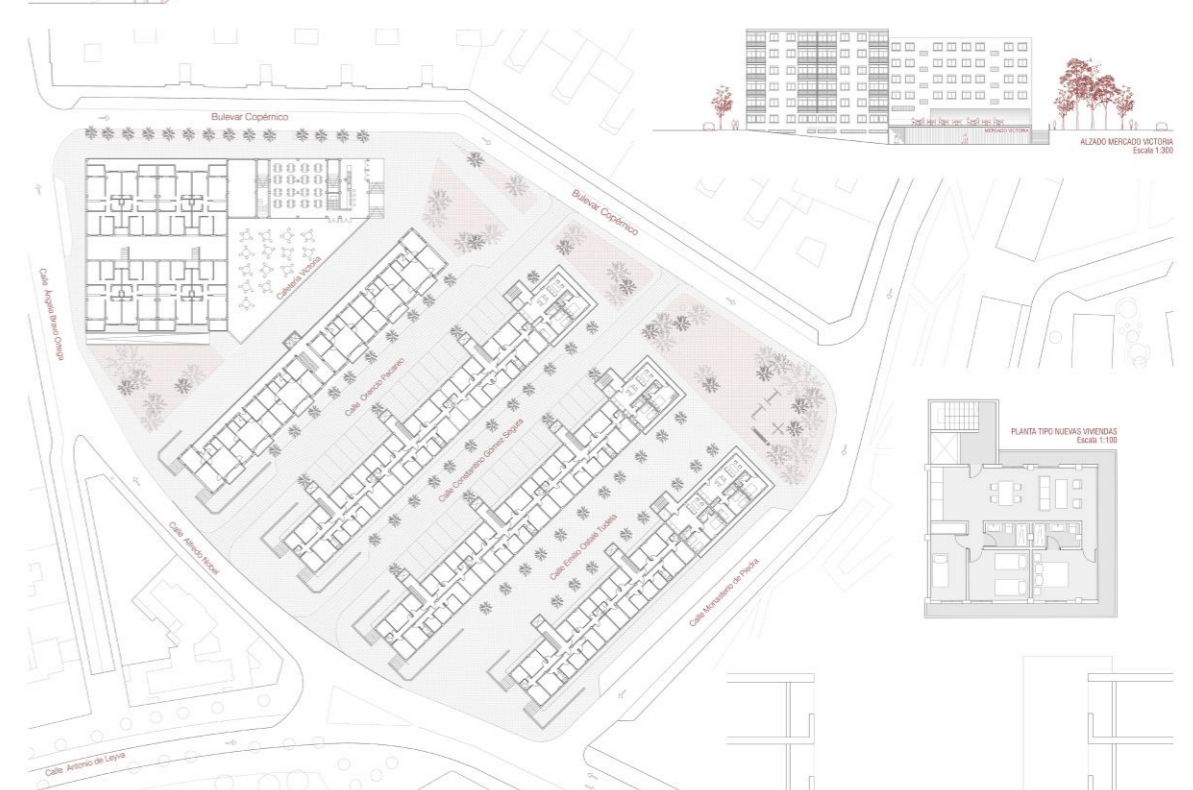 Bulevar Copérnico
MERCADO VICTORIA
ALZADO MERCADO VICTORIA
Escala 1:300
Bulevar Copérnico
Cafetería Victoria
Calle Ángela Bravo Ortega
Calle Orencio Pacareo
PLANTA TIPO NUEVAS VIVIENDAS
Escala 1:100
Calle Constantino Gómez Segura
Calle Emilio Ostalé Tudela
Calle Alfredo Nobel
Calle Monasterio de Piedra
Calle Antonio de Leyva